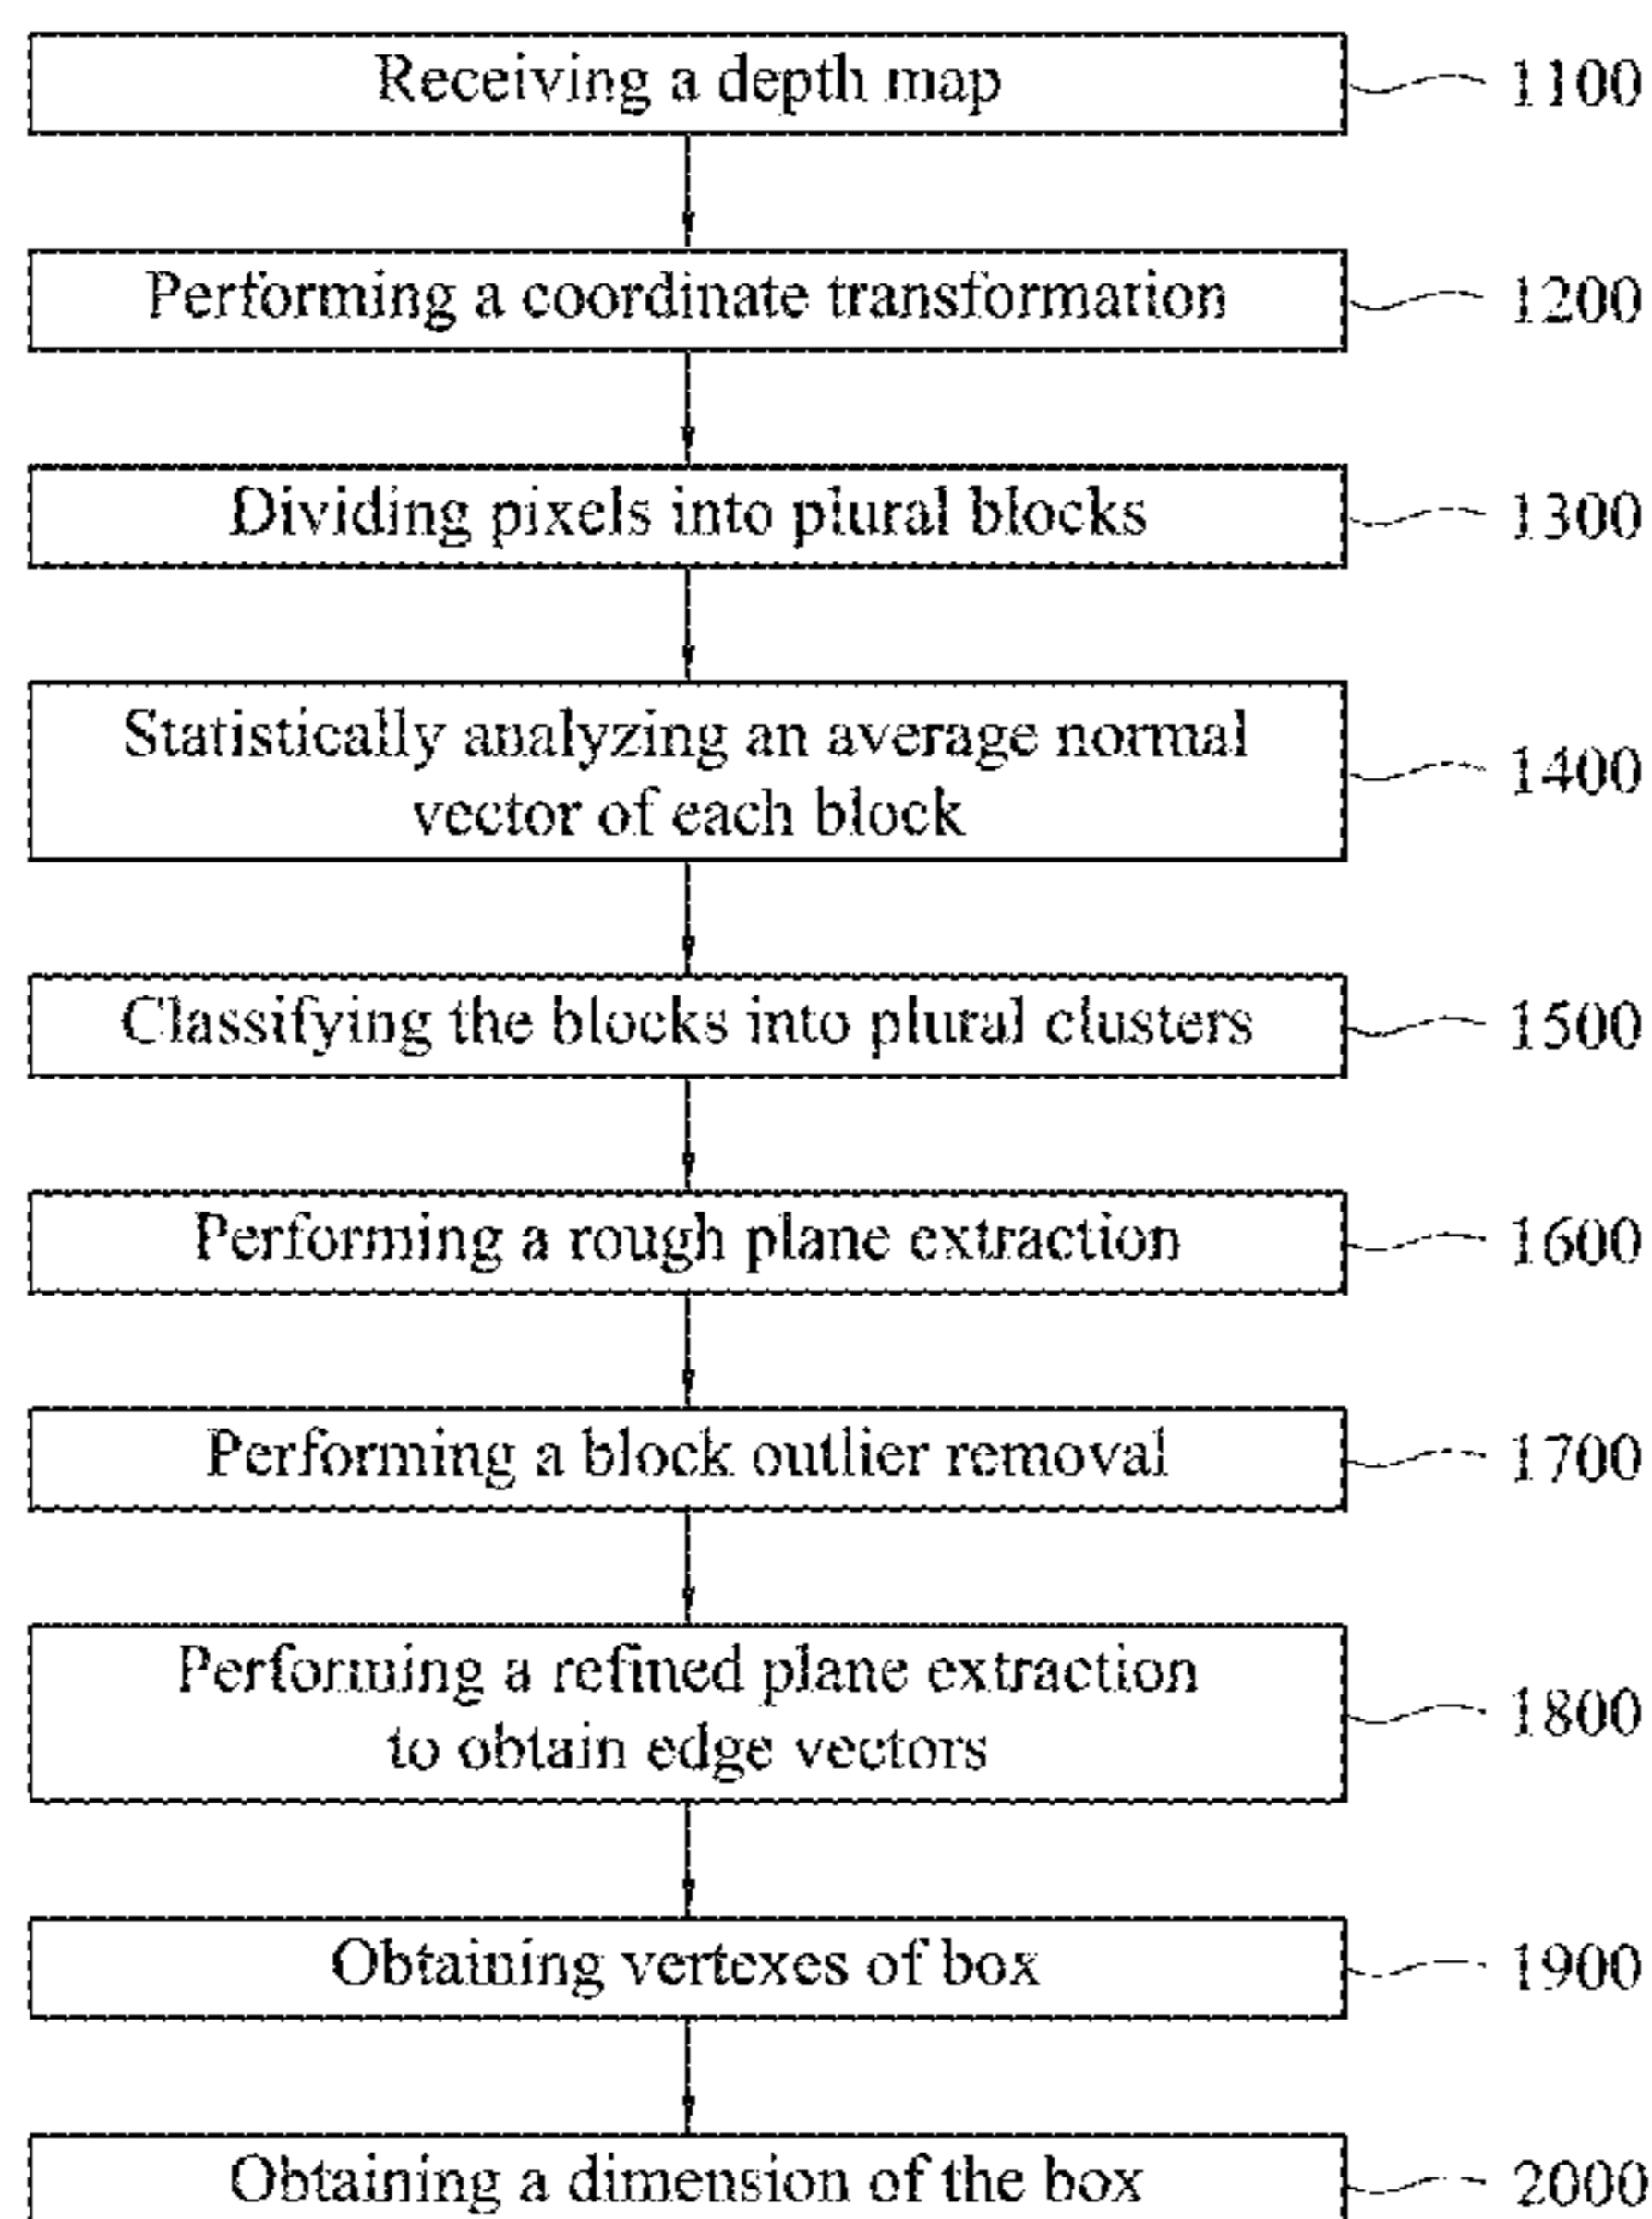 Receiving a depth map 1100
Performing a coordinate transformation 1200
Dividing pixels into plural blocks 1300
Statistically analyzing an average normal
vector of each block 1400
Classifying the blocks into plural clusters 1500
Performing a rough plane extraction 1600
Performing a block outlier removal 1700
Performing a refined plane extraction
to obtain edge vectors 1800
Obtaining vertexes of box 1900
Obtaining a dimension of the box 2000